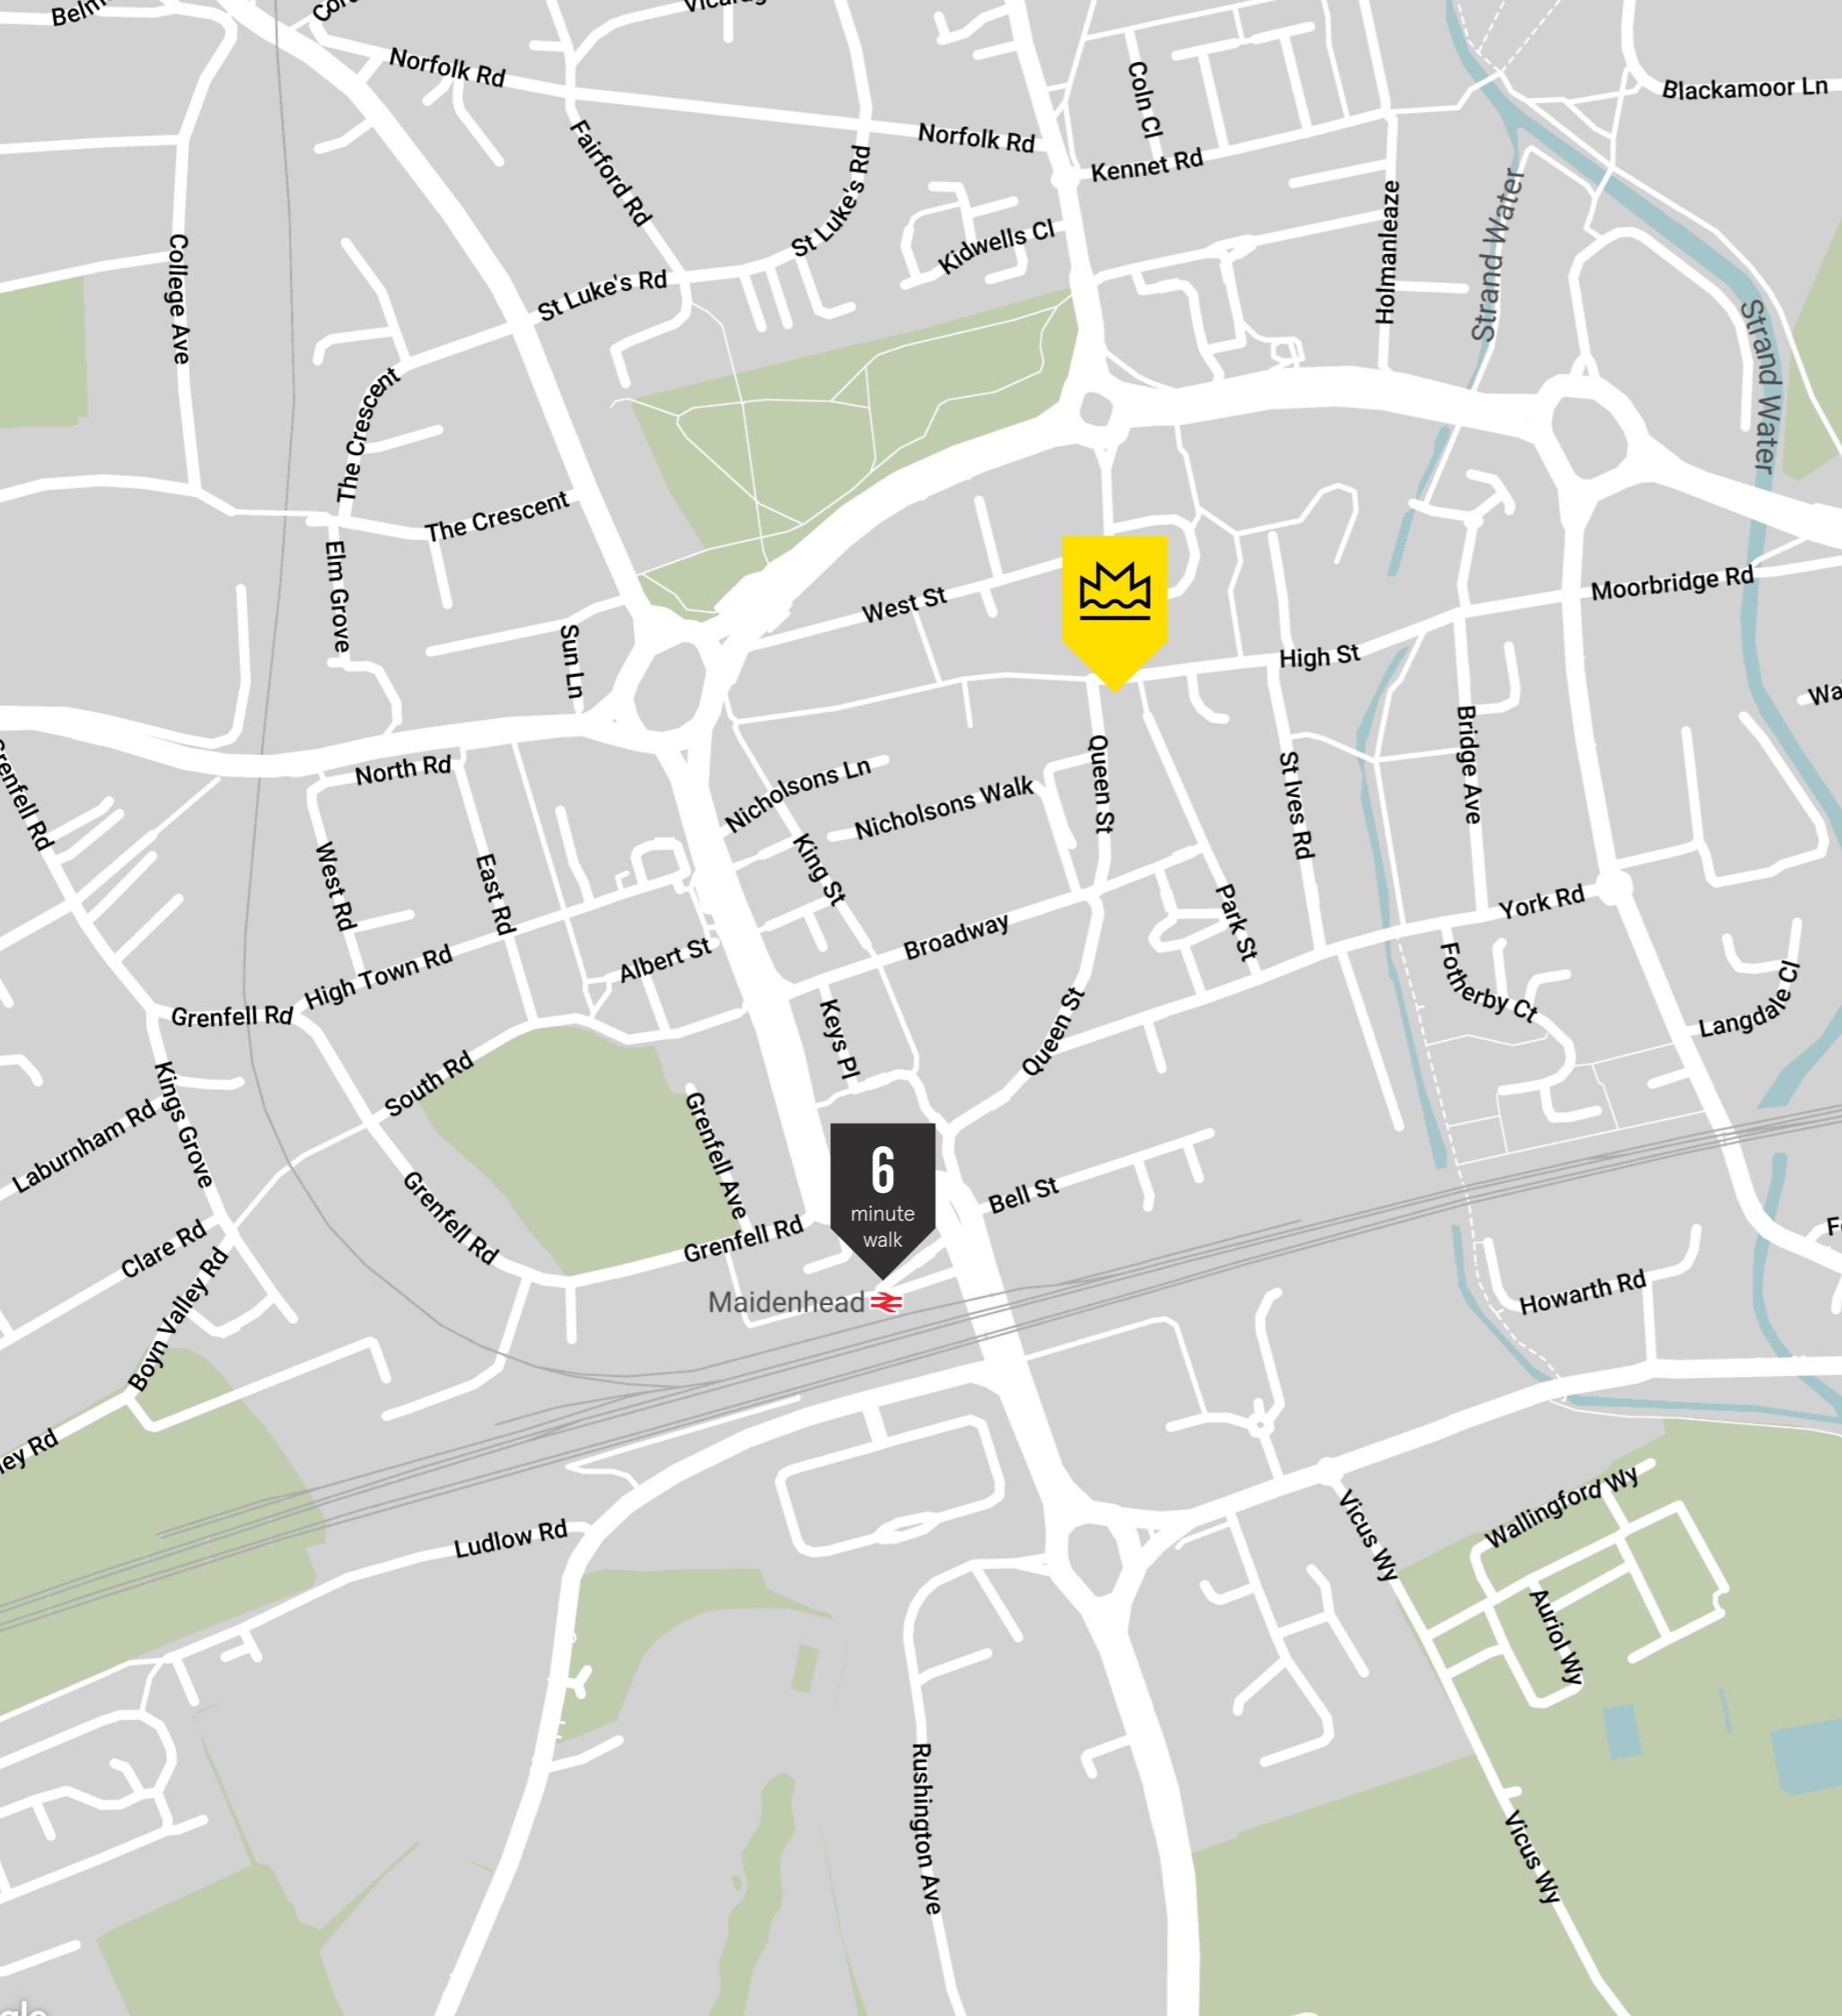 Norfolk Rd
Blackamoor Ln
Coln Cl
Norfolk Rd
Kennet Rd
Fairford Rd
St Luke's Rd
Strand Water
Holmanleaze
Kidwells Cl
College Ave
St Luke's Rd
Strand Water
The Crescent
The Crescent
Elm Grove
Moorbridge Rd
West St
Sun Ln
High St
North Rd
Bridge Ave
Queen St
Nicholsons Ln
Nicholsons Walk
St Ives Rd
Grenfell Rd
West Rd
East Rd
King St
Park St
York Rd
Broadway
Albert St
High Town Rd
Fotherby Ct
Langdale Cl
Grenfell Rd
Keys Pl
Queen St
South Rd
Kings Grove
Laburnham Rd
Grenfell Ave
6
minute
walk
Bell St
Grenfell Rd
Clare Rd
Grenfell Rd
Boyn Valley Rd
Maidenhead
Howarth Rd
ley Rd
Ludlow Rd
Vicus Wy
Wallingford Wy
Auriol Wy
Rushington Ave
Vicus Wy